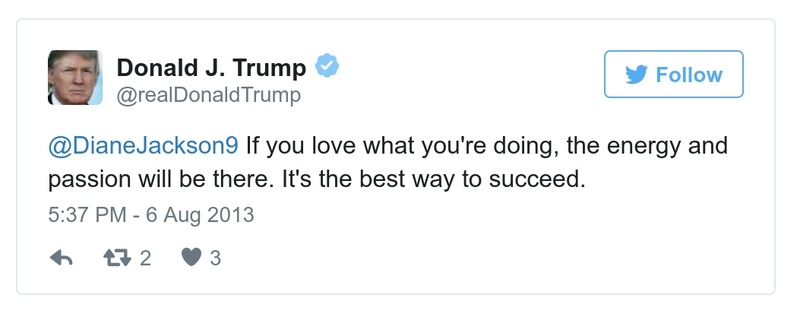 Donald J. Trump
@realDonaldTrump
Follow
@DianeJackson9 If you love what you're doing, the energy and
passion will be there. It's the best way to succeed.
5:37 PM - 6 Aug 2013
2 3